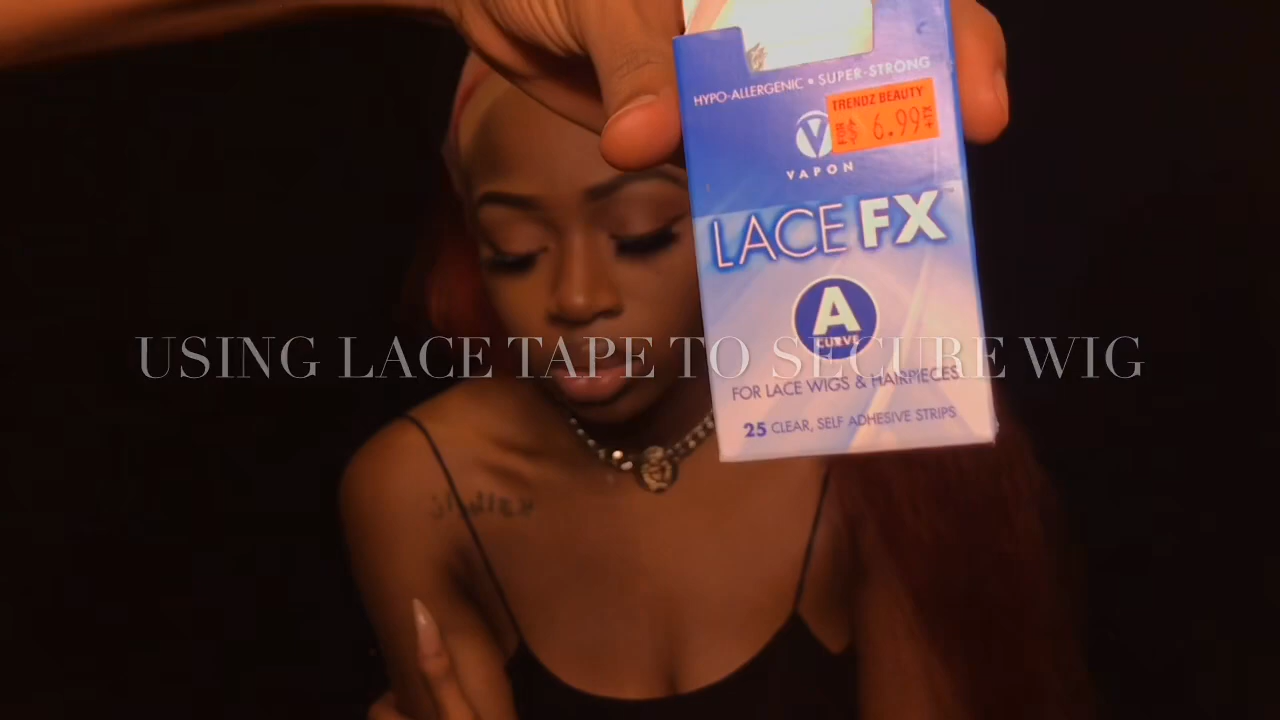 HYPO-ALLERGENIC • SUPER-STRONG
TRENDZ BEAUTY
$ 6.99
VAPON
LACE FX™
A
CURVE
USING LACE TAPE TO SECURE WIG
FOR LACE WIGS & HAIRPIECES
25 CLEAR, SELF ADHESIVE STRIPS